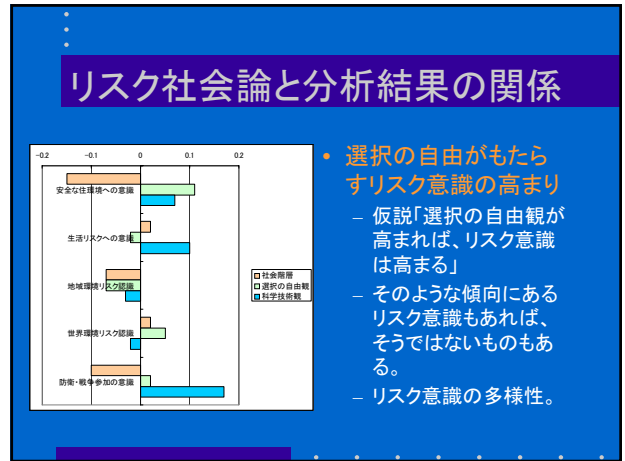 リスク社会論と分析結果の関係
-0.2 -0.1 0 0.1 0.2
安全な住環境への意識
生活リスクへの意識
地域環境リスク認識
世界環境リスク認識
防衛・戦争参加の意識
社会階層
選択の自由観
科学技術観
• 選択の自由がもたら
すリスク意識の高まり
– 仮説「選択の自由観が
高まれば、リスク意識
は高まる」
– そのような傾向にある
リスク意識もあれば、
そうではないものもあ
る。
– リスク意識の多様性。